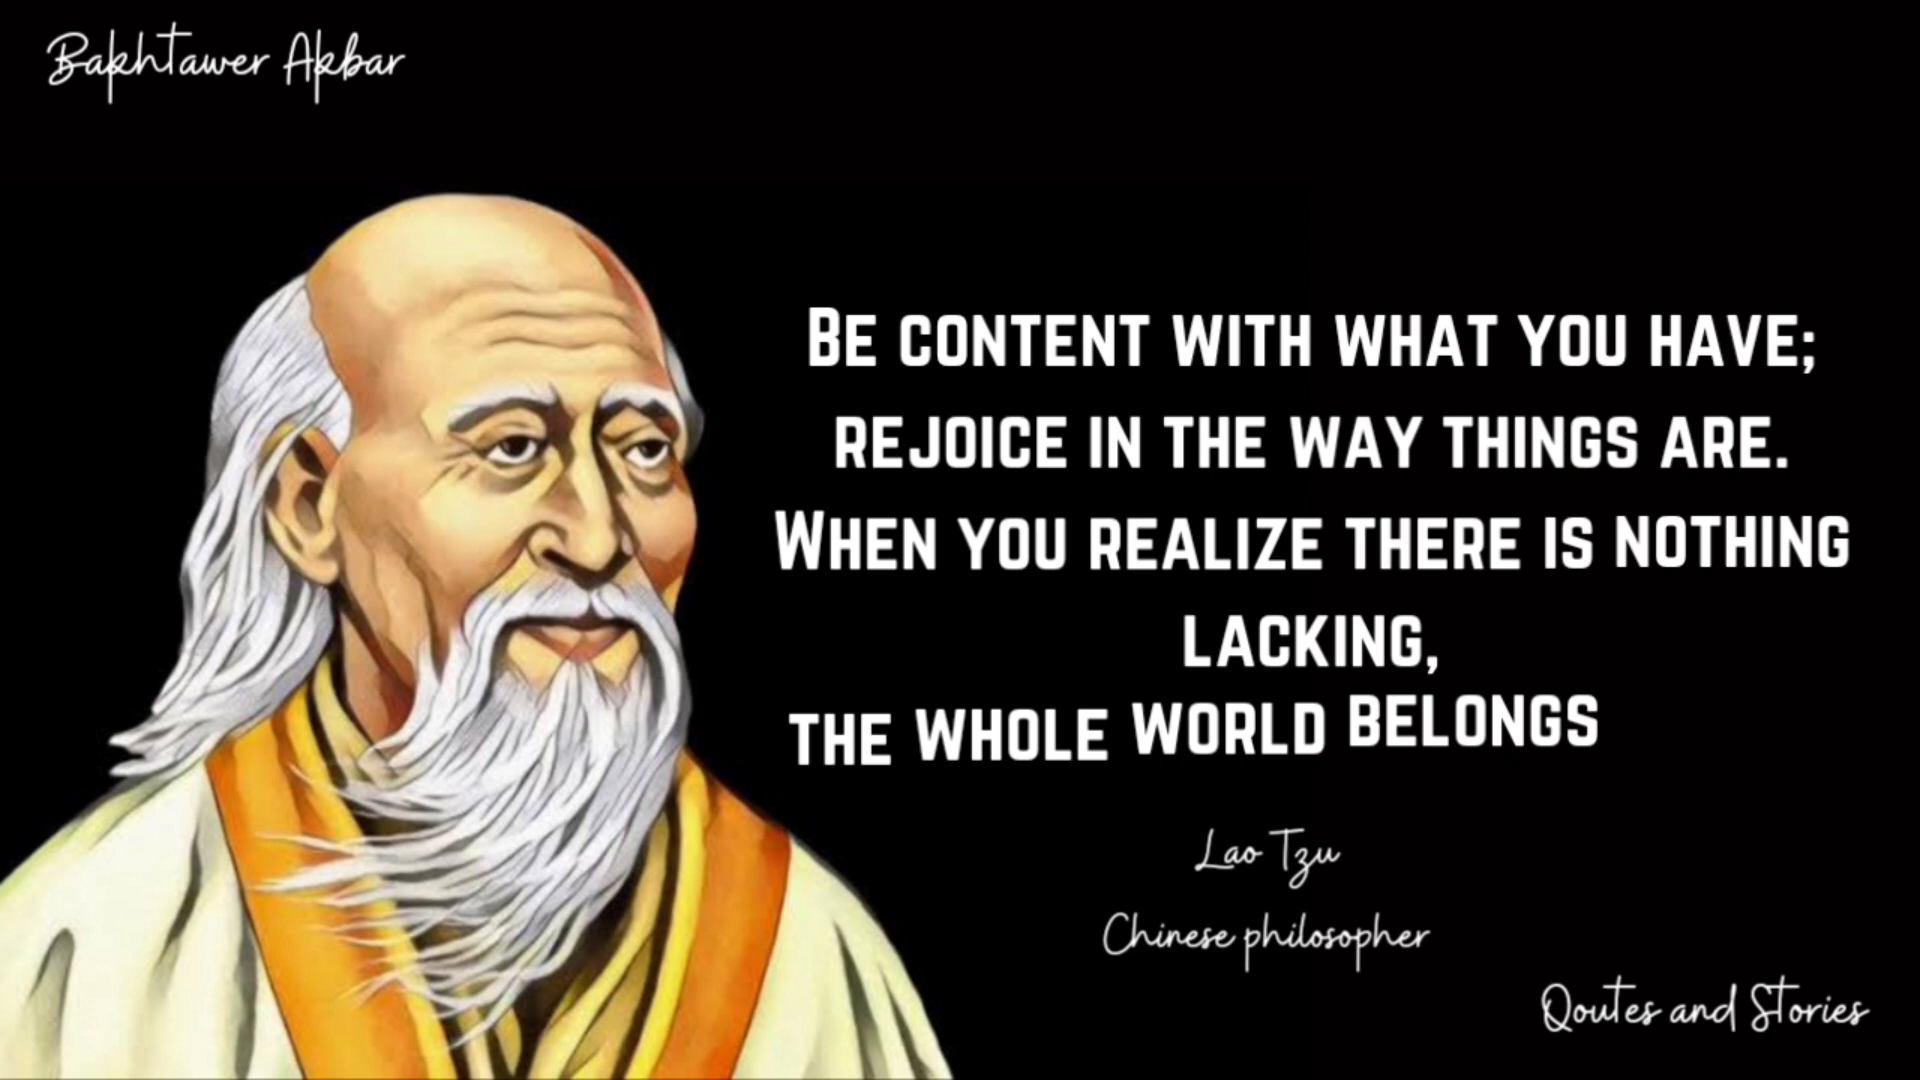 Bakhtawer Akbar
Be content with what you have;
rejoice in the way things are.
When you realize there is nothing
lacking,
the whole world belongs
Lao Tzu
Chinese philosopher
Qoutes and Stories